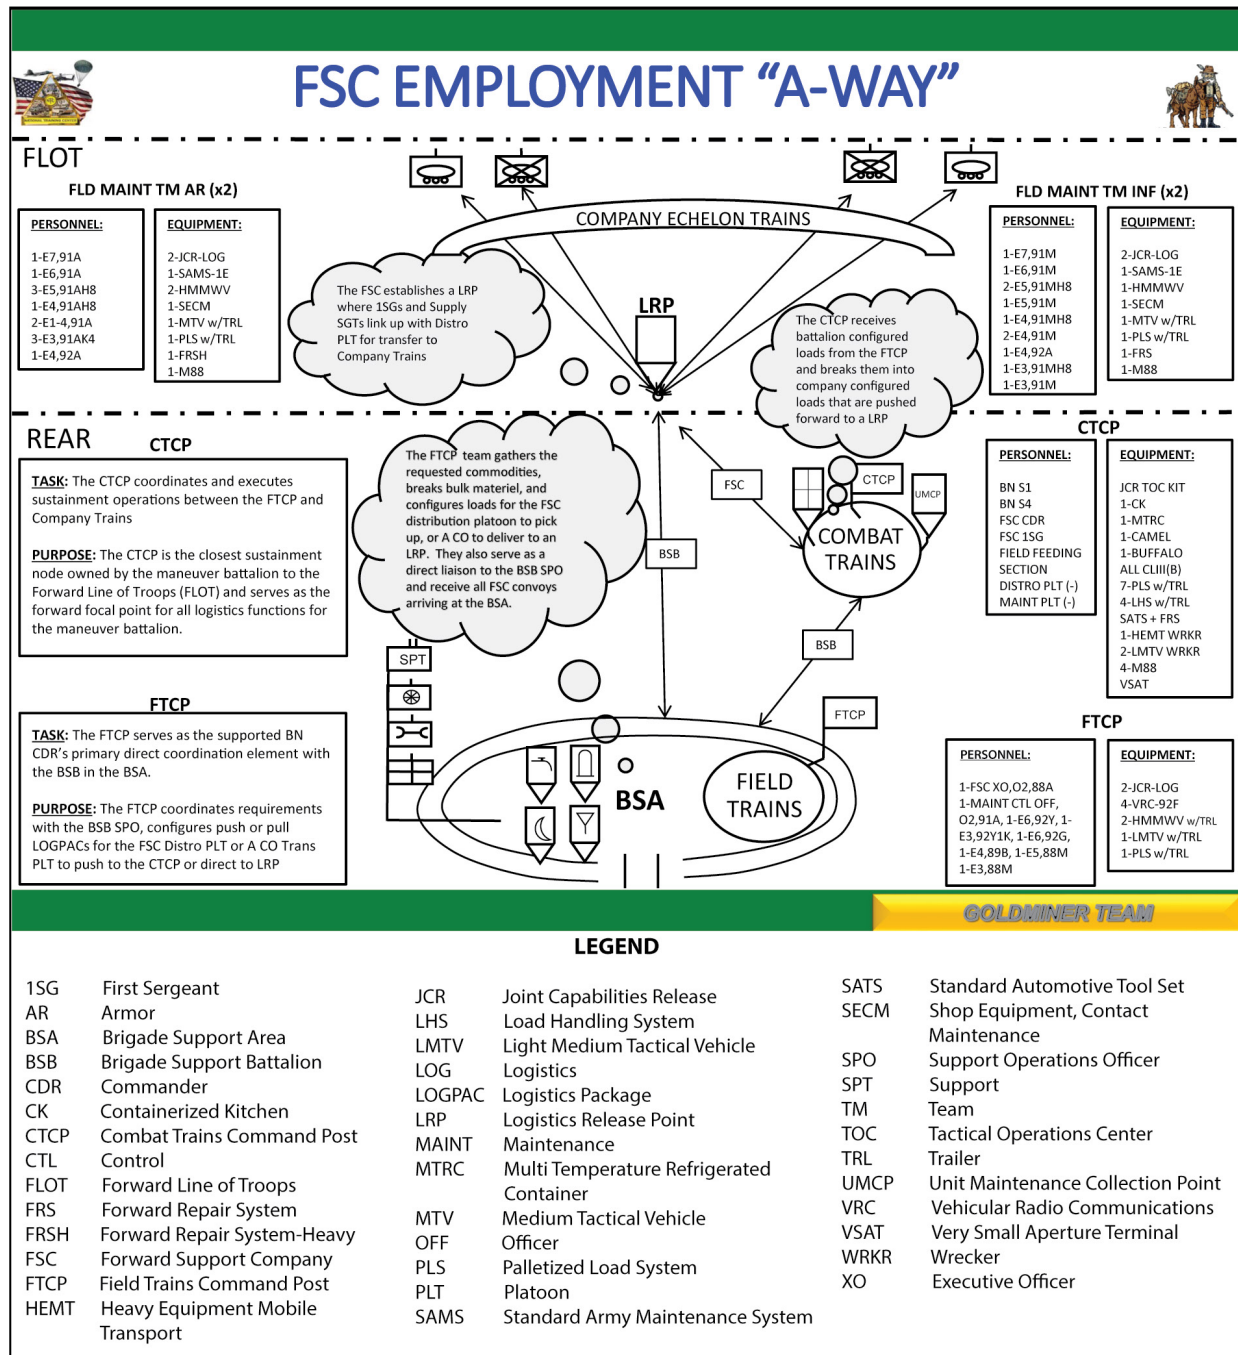 FSC EMPLOYMENT “A-WAY”
FLOT
FLD MAINT TM AR (x2)
PERSONNEL:
1-E7,91A
1-E6,91A
3-E5,91AH8
1-E4,91AH8
2-E1-4,91A
3-E3,91AK4
1-E4,92A
EQUIPMENT:
2-JCR-LOG
1-SAMS-1E
2-HMMWV
1-SECM
1-MTV w/TRL
1-PLS w/TRL
1-FRSH
1-M88
COMPANY ECHELON TRAINS
The FSC establishes a LRP
where 1SGs and Supply
SGTs link up with Distro
PLT for transfer to
Company Trains
LRP
The CTCP receives
battalion configured
loads from the FTCP
and breaks them into
company configured
loads that are pushed
forward to a LRP
FLD MAINT TM INF (x2)
PERSONNEL:
1-E7,91M
1-E6,91M
2-E5,91MH8
1-E5,91M
1-E4,91MH8
2-E4,91M
1-E4,92A
1-E3,91MH8
1-E3,91M
EQUIPMENT:
2-JCR-LOG
1-SAMS-1E
1-HMMWV
1-SECM
1-MTV w/TRL
1-PLS w/TRL
1-FRS
1-M88
REAR
CTCP
TASK: The CTCP coordinates and executes
sustainment operations between the FTCP and
Company Trains
PURPOSE: The CTCP is the closest sustainment
node owned by the maneuver battalion to the
Forward Line of Troops (FLOT) and serves as the
forward focal point for all logistics functions for
the maneuver battalion.
The FTCP team gathers the
requested commodities,
breaks bulk materiel, and
configures loads for the FSC
distribution platoon to pick
up, or A CO to deliver to an
LRP. They also serve as a
direct liaison to the BSB SPO
and receive all FSC convoys
arriving at the BSA.
FSC
BSB
BSB
CTCP
UMCP
COMBAT
TRAINS
CTCP
PERSONNEL:
BN S1
BN S4
FSC CDR
FSC 1SG
FIELD FEEDING
SECTION
DISTRO PLT (-)
MAINT PLT (-)
EQUIPMENT:
JCR TOC KIT
1-CK
1-MTRC
1-CAMEL
1-BUFFALO
ALL CLIII(B)
7-PLS w/TRL
4-LHS w/TRL
SATS + FRS
1-HEMT WRKR
2-LMTV WRKR
4-M88
VSAT
FTCP
TASK: The FTCP serves as the supported BN
CDR’s primary direct coordination element with
the BSB in the BSA.
PURPOSE: The FTCP coordinates requirements
with the BSB SPO, configures push or pull
LOGPACs for the FSC Distro PLT or A CO Trans
PLT to push to the CTCP or direct to LRP
SPT
BSA
FTCP
FIELD
TRAINS
FTCP
PERSONNEL:
1-FSC XO,O2,88A
1-MAINT CTL OFF,
O2,91A, 1-E6,92Y, 1-
E3,92Y1K, 1-E6,92G,
1-E4,89B, 1-E5,88M
1-E3,88M
EQUIPMENT:
2-JCR-LOG
4-VRC-92F
2-HMMWV w/TRL
1-LMTV w/TRL
1-PLS w/TRL
GOLDMINER TEAM
LEGEND
1SG First Sergeant
AR Armor
BSA Brigade Support Area
BSB Brigade Support Battalion
CDR Commander
CK Containerized Kitchen
CTCP Combat Trains Command Post
CTL Control
FLOT Forward Line of Troops
FRS Forward Repair System
FRSH Forward Repair System-Heavy
FSC Forward Support Company
FTCP Field Trains Command Post
HEMT Heavy Equipment Mobile
Transport
JCR Joint Capabilities Release
LHS Load Handling System
LMTV Light Medium Tactical Vehicle
LOG Logistics
LOGPAC Logistics Package
LRP Logistics Release Point
MAINT Maintenance
MTRC Multi Temperature Refrigerated
Container
MTV Medium Tactical Vehicle
OFF Officer
PLS Palletized Load System
PLT Platoon
SAMS Standard Army Maintenance System
SATS Standard Automotive Tool Set
SECM Shop Equipment, Contact
Maintenance
SPO Support Operations Officer
SPT Support
TM Team
TOC Tactical Operations Center
TRL Trailer
UMCP Unit Maintenance Collection Point
VRC Vehicular Radio Communications
VSAT Very Small Aperture Terminal
WRKR Wrecker
XO Executive Officer